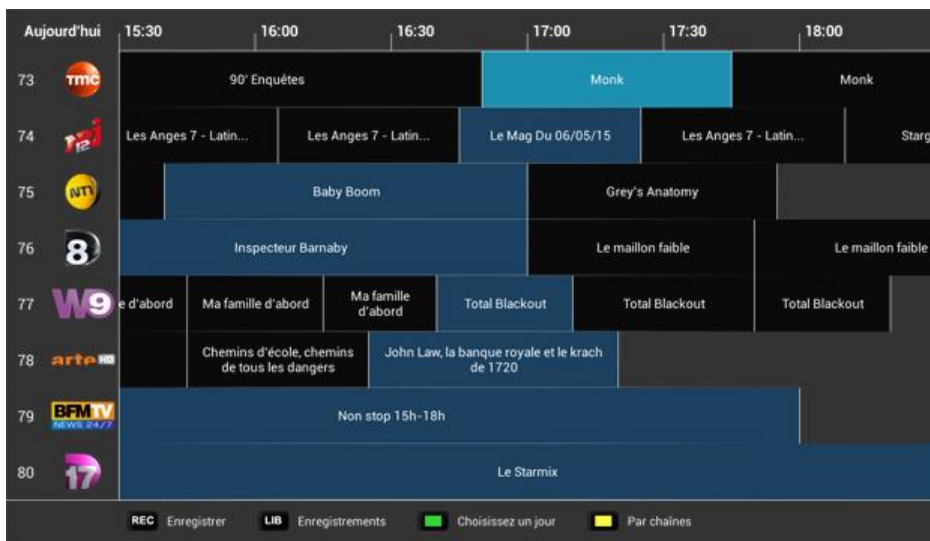 Aujourd'hui 15:30 16:00 16:30 17:00 17:30 18:00
73 TMC 90' Enquêtes Monk Monk
74 NRJ12 Les Anges 7 - Latin... Les Anges 7 - Latin... Le Mag Du 06/05/15 Les Anges 7 - Latin... Starg
75 NT1 Baby Boom Grey's Anatomy
76 8 Inspecteur Barnaby Le maillon faible Le maillon faible
77 W9 e d'abord Ma famille d'abord Ma famille
d'abord Total Blackout Total Blackout Total Blackout
78 arte HD Chemins d'école, chemins
de tous les dangers John Law, la banque royale et le krach
de 1720
79 BFMTV
NEWS 24/7 Non stop 15h-18h
80 17 Le Starmix
REC Enregistrer LIB Enregistrements Choisissez un jour Par chaînes